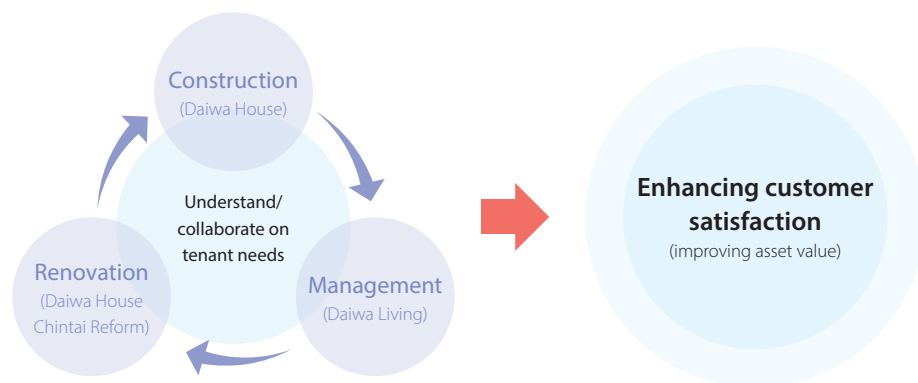 Construction
(Daiwa House)
Understand/
collaborate on
tenant needs
Renovation
(Daiwa House
Chintai Reform)
Management
(Daiwa Living)
Enhancing customer
satisfaction
(improving asset value)